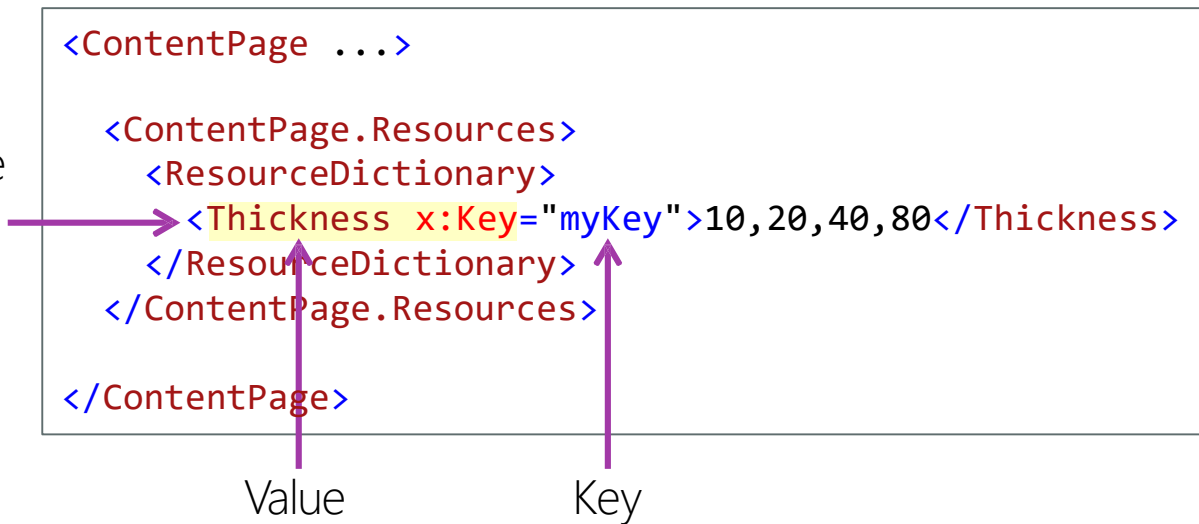 <ContentPage ...>
<ContentPage.Resources>
<ResourceDictionary>
<Thickness x:Key="myKey">10,20,40,80</Thickness>
</ResourceDictionary>
</ContentPage.Resources>
</ContentPage>
Value Key